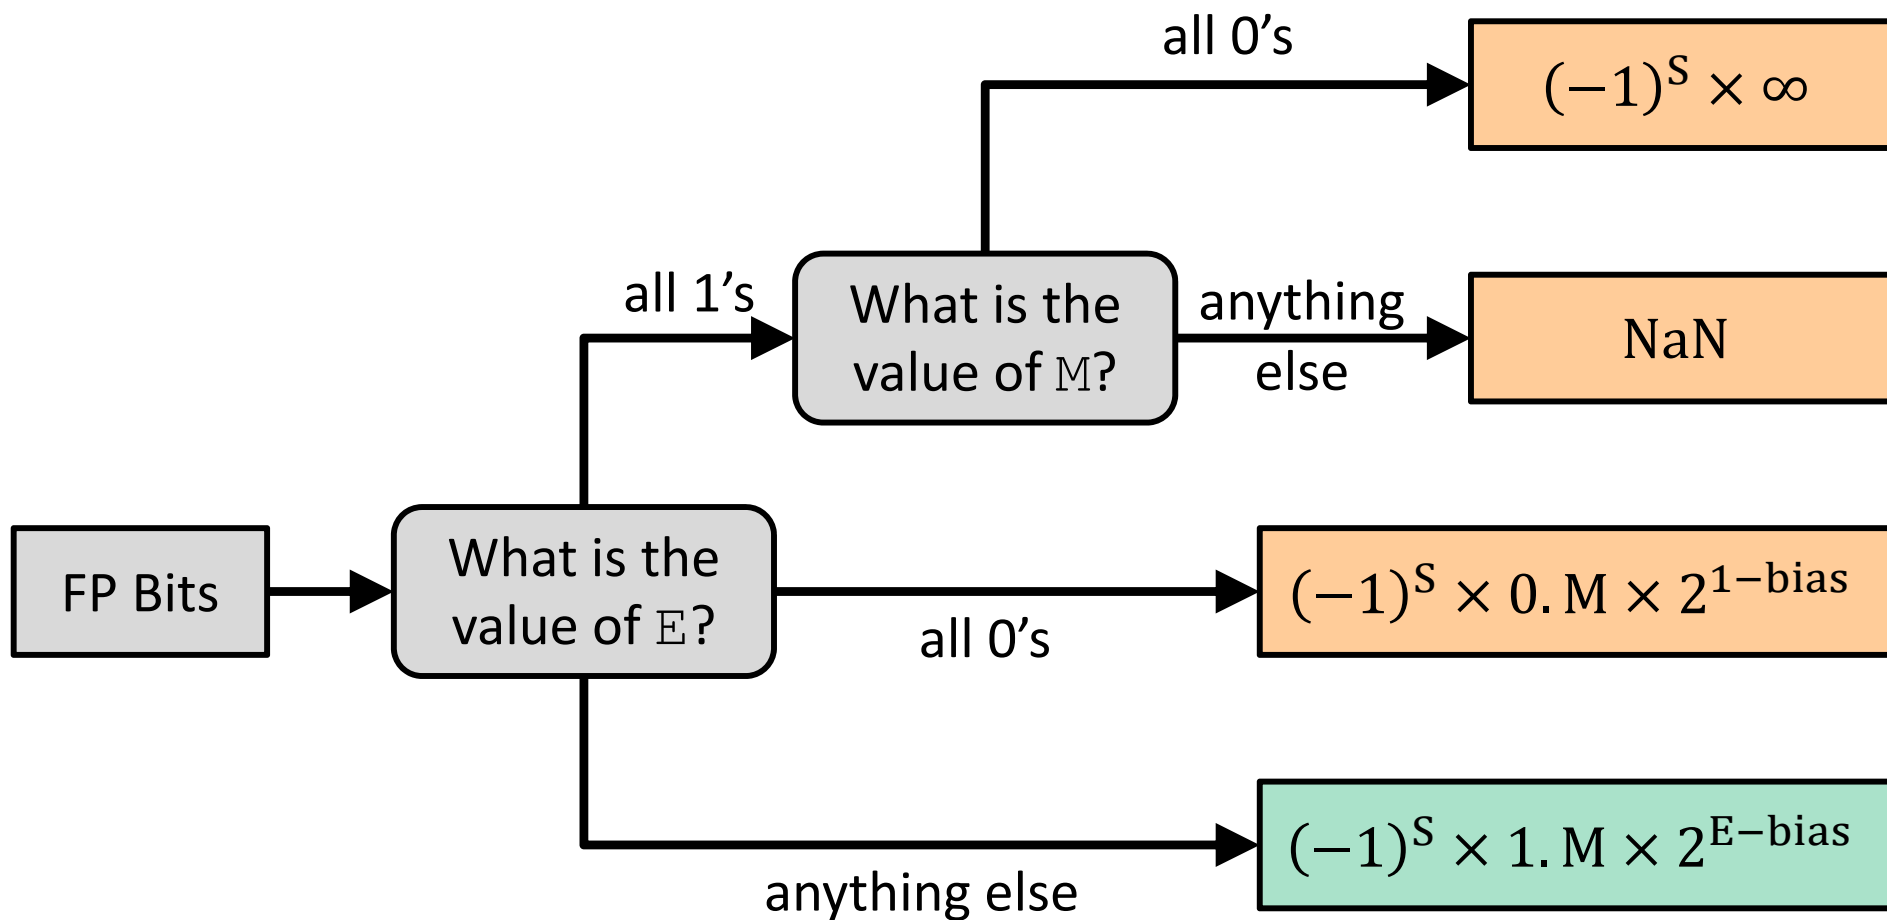 all 0's
(−1)^S × ∞
all 1's
What is the
value of M?
anything
else
NaN
FP Bits
What is the
value of E?
all 0's
(−1)^S × 0. M × 2^{1−bias}
anything else
(−1)^S × 1. M × 2^{E−bias}